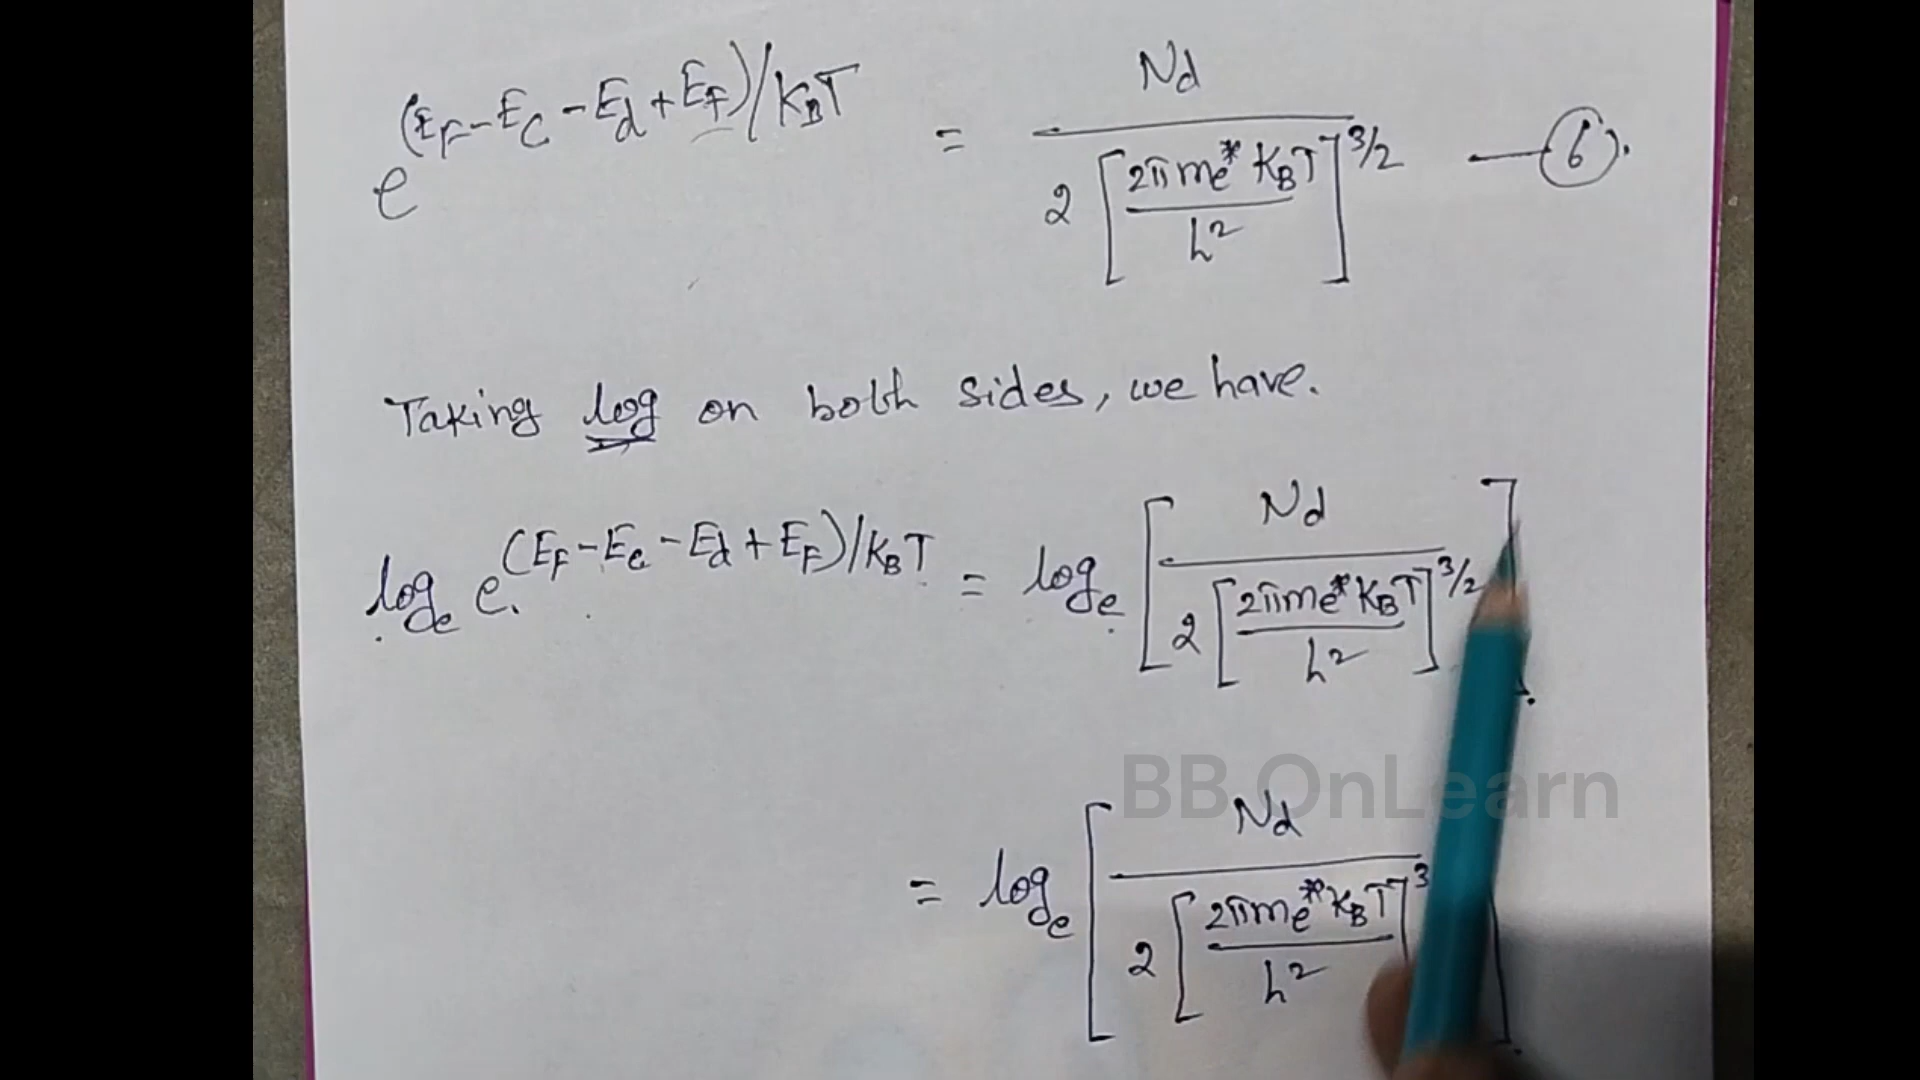 e^(E_F - E_C - E_d + E_F)/K_BT = N_d / 2 [2πm_e* K_BT / h²]^3/2 — (6).
Taking log on both sides, we have.
log_e e^(E_F - E_c - E_d + E_F)/K_BT = log_e [N_d / 2 [2πm_e* K_BT / h²]^3/2].
BB OnLearn
= log_e [N_d / 2 [2πm_e* K_BT / h²]^3